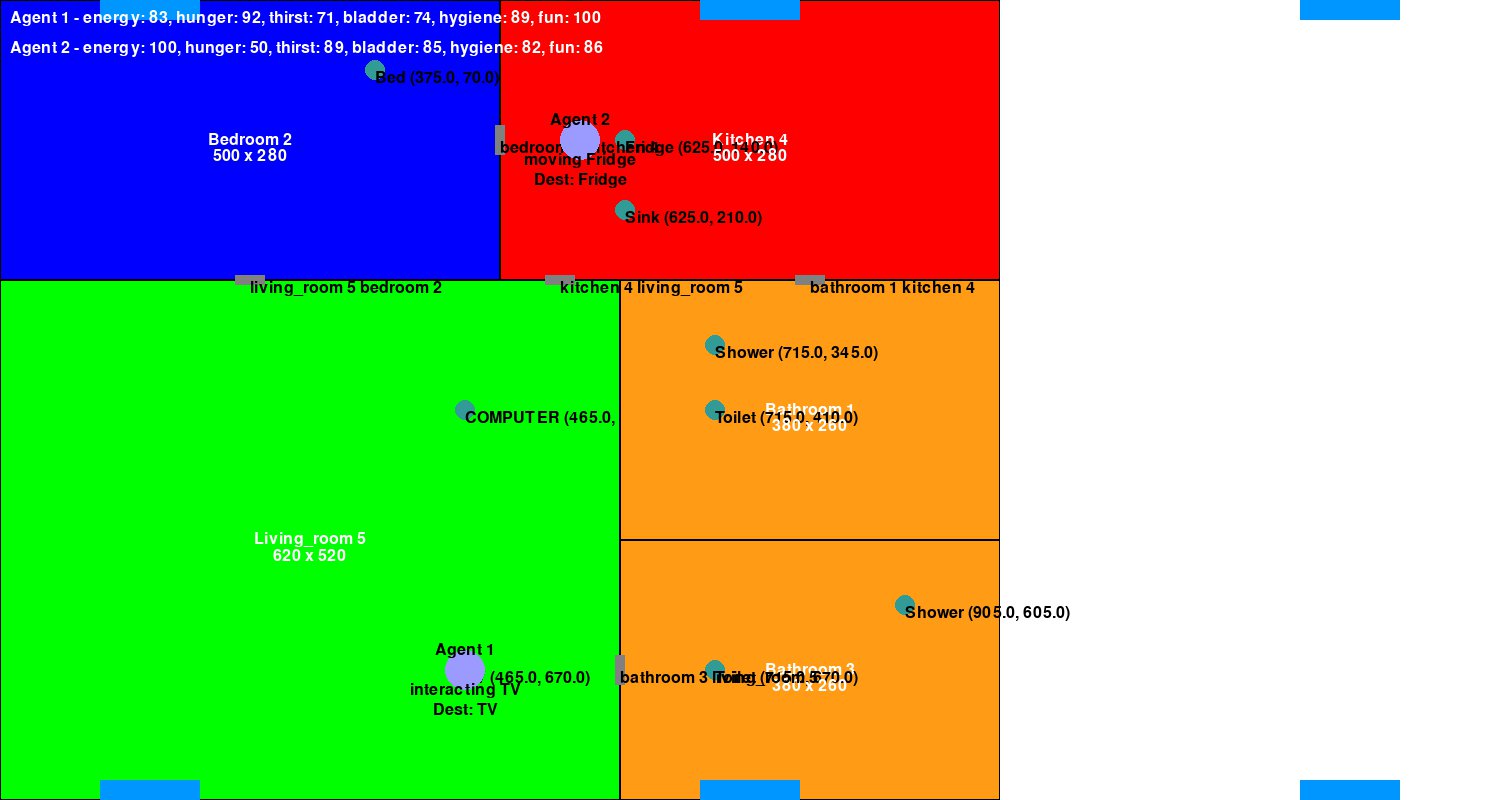 Agent 1 - energy: 83, hunger: 92, thirst: 71, bladder: 74, hygiene: 89, fun: 100
Agent 2 - energy: 100, hunger: 50, thirst: 89, bladder: 85, hygiene: 82, fun: 86
Bed (375.0, 70.0)
Agent 2
Bedroom 2
500 x 280
Kitchen 4
500 x 280
Fridge (625.0, 140.0)
moving Fridge
Dest: Fridge
Sink (625.0, 210.0)
living_room 5 bedroom 2
kitchen 4 living_room 5
bathroom 1 kitchen 4
Shower (715.0, 345.0)
COMPUTER (465.0,
Toilet (715.0, 410.0)
Bathroom 1
380 x 260
Living_room 5
620 x 520
Shower (905.0, 605.0)
Agent 1
(465.0, 670.0)
interacting TV
Dest: TV
bathroom 3 living_room 5
Toilet (715.0, 670.0)
Bathroom 3
380 x 260